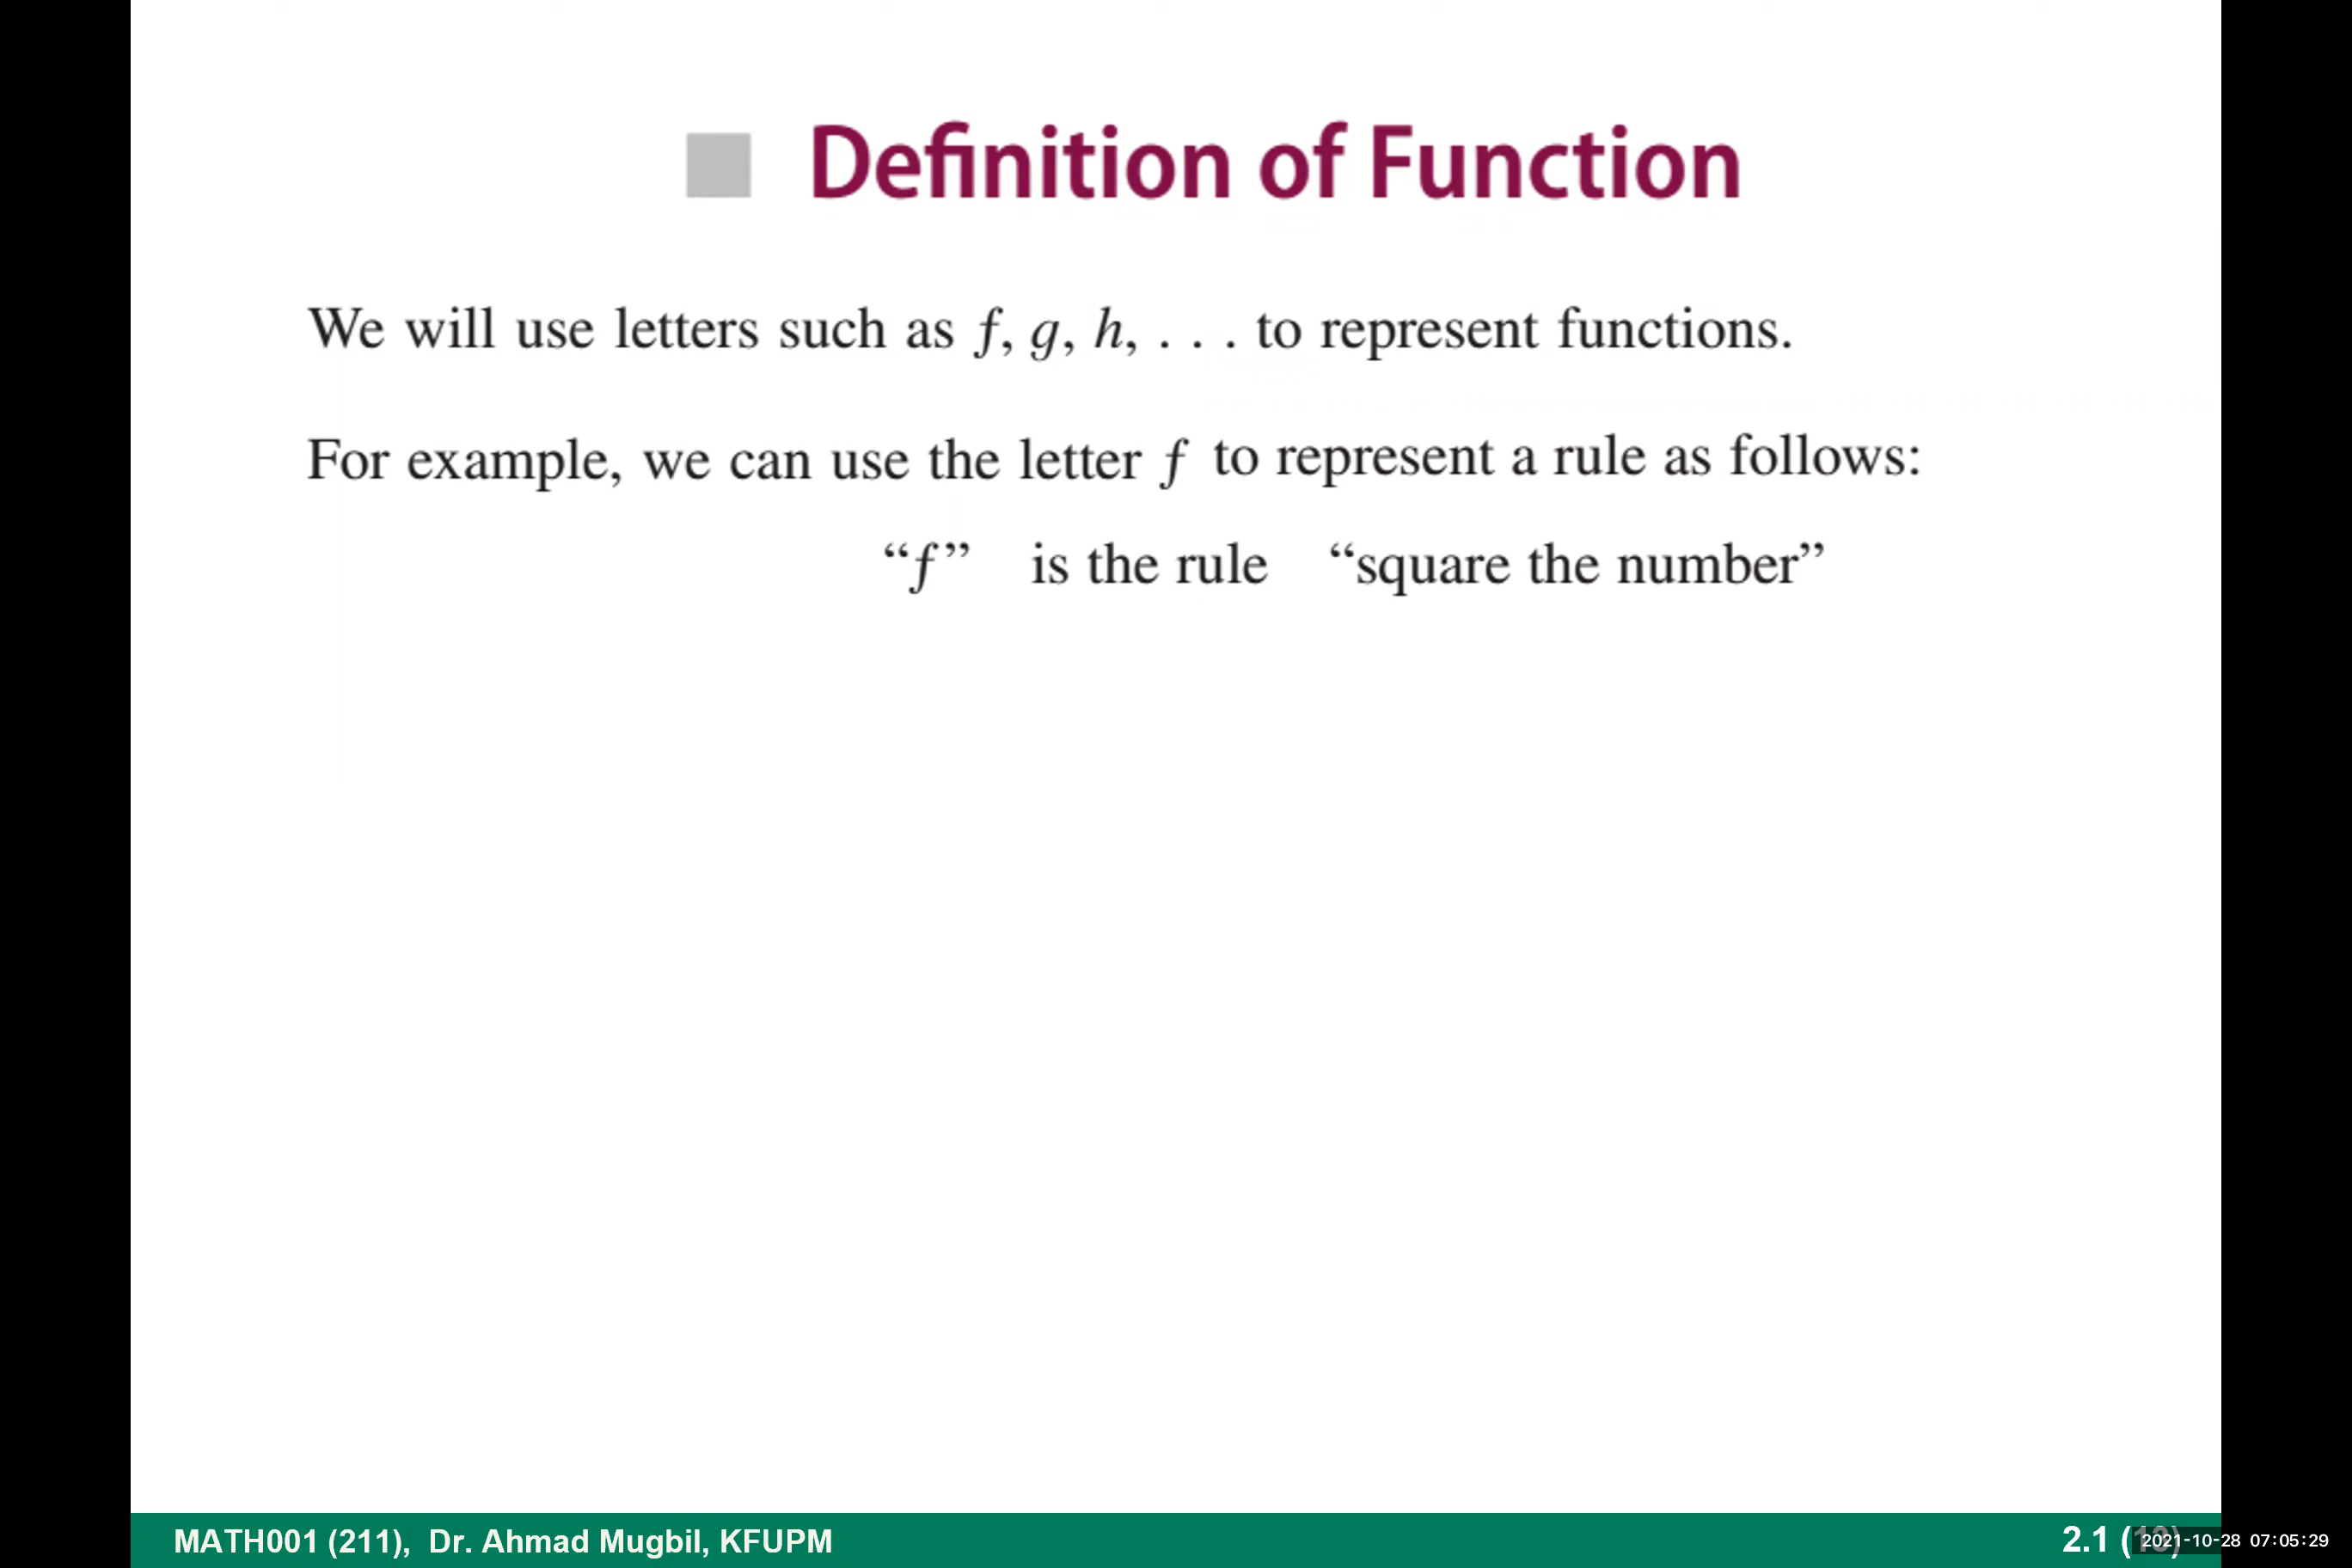 Definition of Function
We will use letters such as f, g, h, . . . to represent functions.
For example, we can use the letter f to represent a rule as follows:
“f” is the rule “square the number”
MATH001 (211), Dr. Ahmad Mugbil, KFUPM
2.1 (
2021-10-28 07:05:29